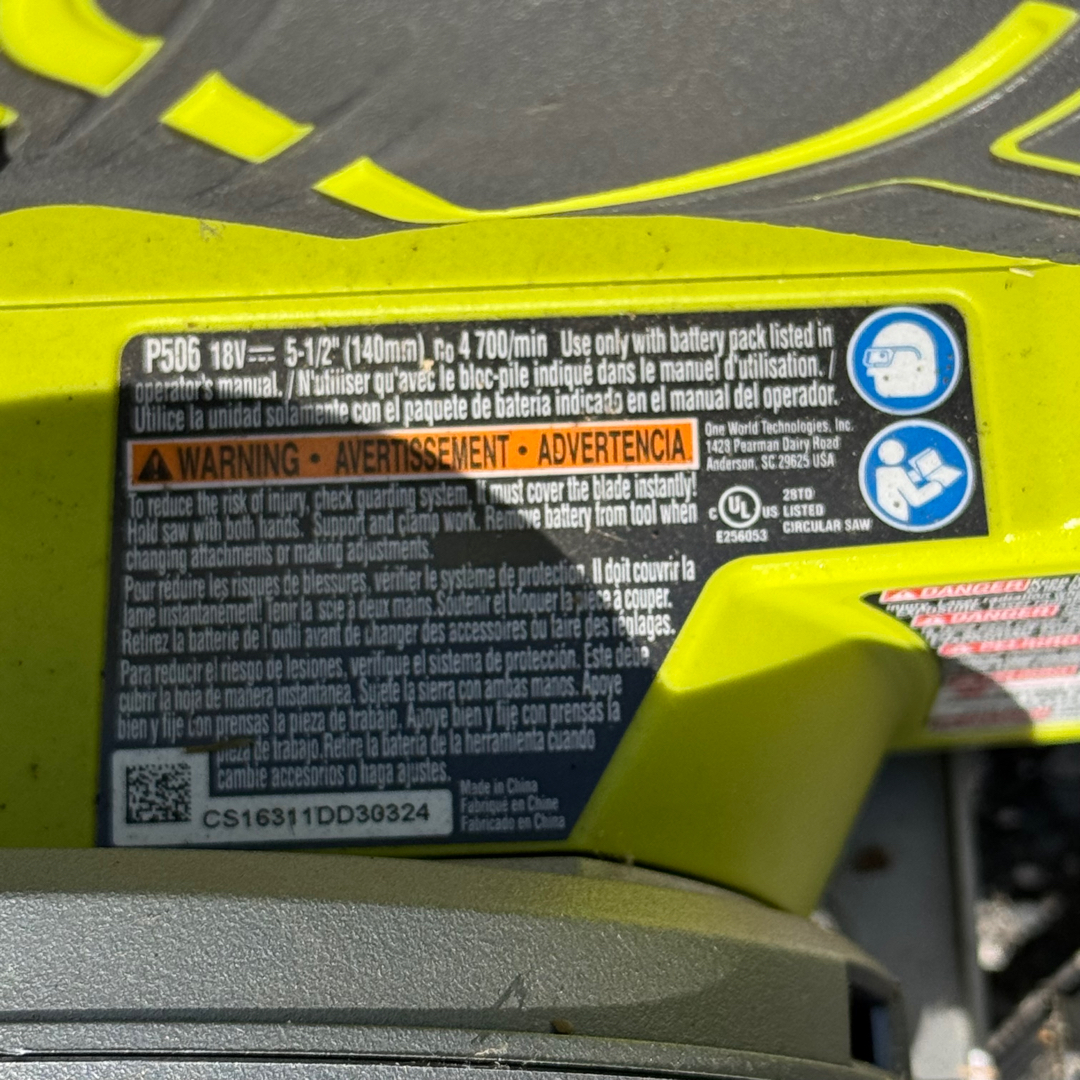 P506 18V⎓ 5-1/2" (140mm), no 4 700/min Use only with battery pack listed in
operator's manual. / N'utiliser qu'avec le bloc-pile indiqué dans le manuel d'utilisation. /
Utilice la unidad solamente con el paquete de batería indicado en el manual del operador.
WARNING • AVERTISSEMENT • ADVERTENCIA
To reduce the risk of injury, check guarding system. It must cover the blade instantly!
Hold saw with both hands. Support and clamp work. Remove battery from tool when
changing attachments or making adjustments.
Pour réduire les risques de blessures, vérifier le système de protection. Il doit couvrir la
lame instantanément! Tenir la scie à deux mains. Soutenir et bloquer la pièce à couper.
Retirez la batterie de l'outil avant de changer des accessoires ou faire des réglages.
Para reducir el riesgo de lesiones, verifique el sistema de protección. Este debe
cubrir la hoja de manera instantánea. Sujete la sierra con ambas manos. Apoye
bien y fije con prensas la pieza de trabajo. Apoye bien y fije con prensas la
pieza de trabajo. Retire la batería de la herramienta cuando
cambie accesorios o haga ajustes.
CS16311DD30324
Made in China
Fabriqué en Chine
Fabricado en China
One World Technologies, Inc.
1428 Pearman Dairy Road
Anderson, SC 29625 USA
C UL US
E256053
28TO
LISTED
CIRCULAR SAW
DANGER!
DANGER!